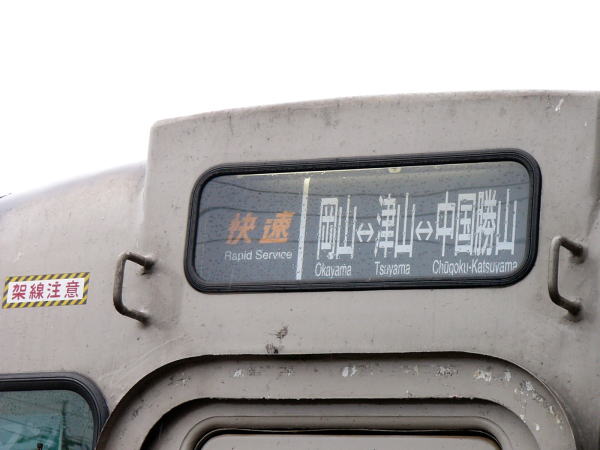 快速
Rapid Service
岡山↔津山↔中国勝山
Okayama Tsuyama Chūgoku-Katsuyama
架線注意